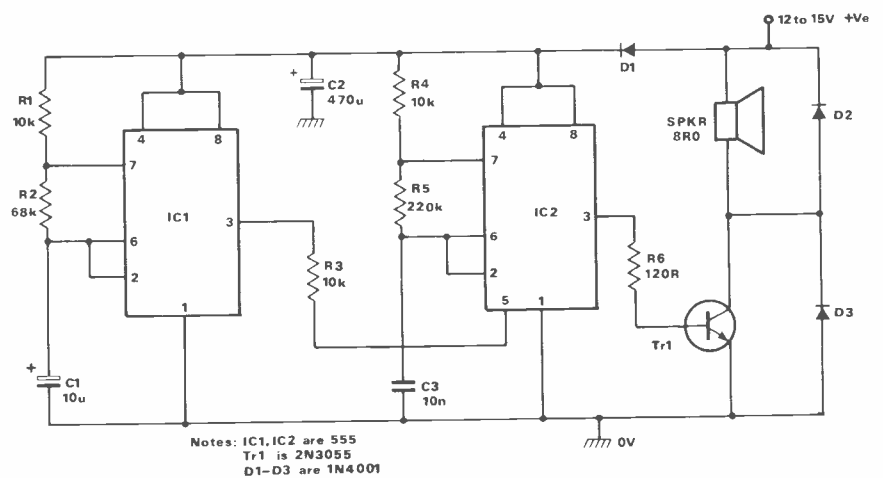 12 to 15V +Ve
D1
R1
10k
+
C2
470u
R4
10k
4
8
4
8
SPKR
8R0
D2
7
7
R2
68k
IC1
R5
220k
IC2
3
3
6
6
R3
10k
R6
120R
2
2
1
5
1
D3
Tr1
+
C1
10u
C3
10n
0V
Notes: IC1, IC2 are 555
Tr1 is 2N3055
D1-D3 are 1N4001